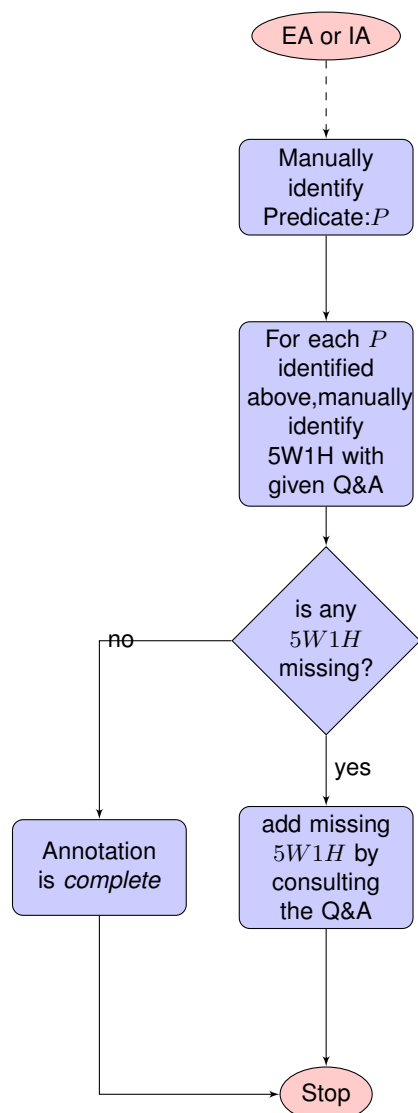 EA or IA
Manually
identify
Predicate:P
For each P
identified
above,manually
identify
5W1H with
given Q&A
is any
5W1H
missing?
no
yes
Annotation
is complete
add missing
5W1H by
consulting
the Q&A
Stop